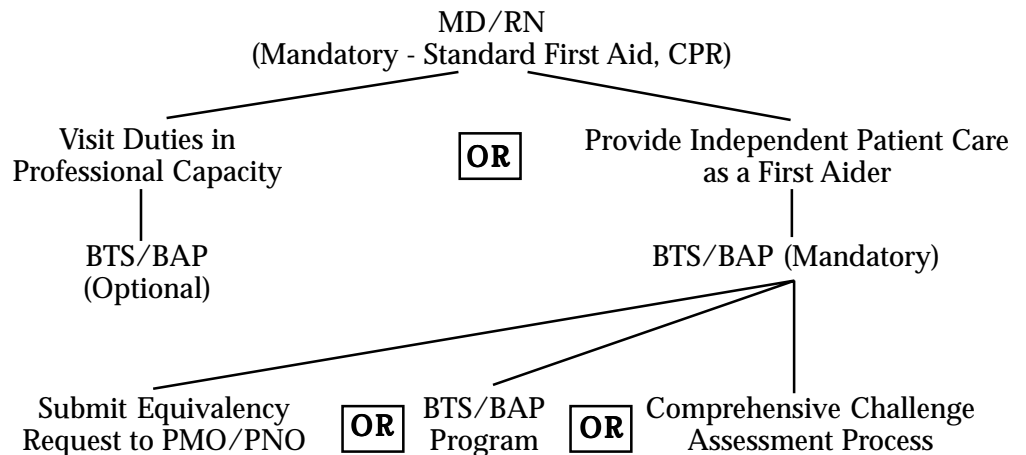 MD/RN
(Mandatory - Standard First Aid, CPR)
Visit Duties in
Professional Capacity
OR
Provide Independent Patient Care
as a First Aider
BTS/BAP
(Optional)
BTS/BAP (Mandatory)
Submit Equivalency
Request to PMO/PNO
OR
BTS/BAP
Program
OR
Comprehensive Challenge
Assessment Process